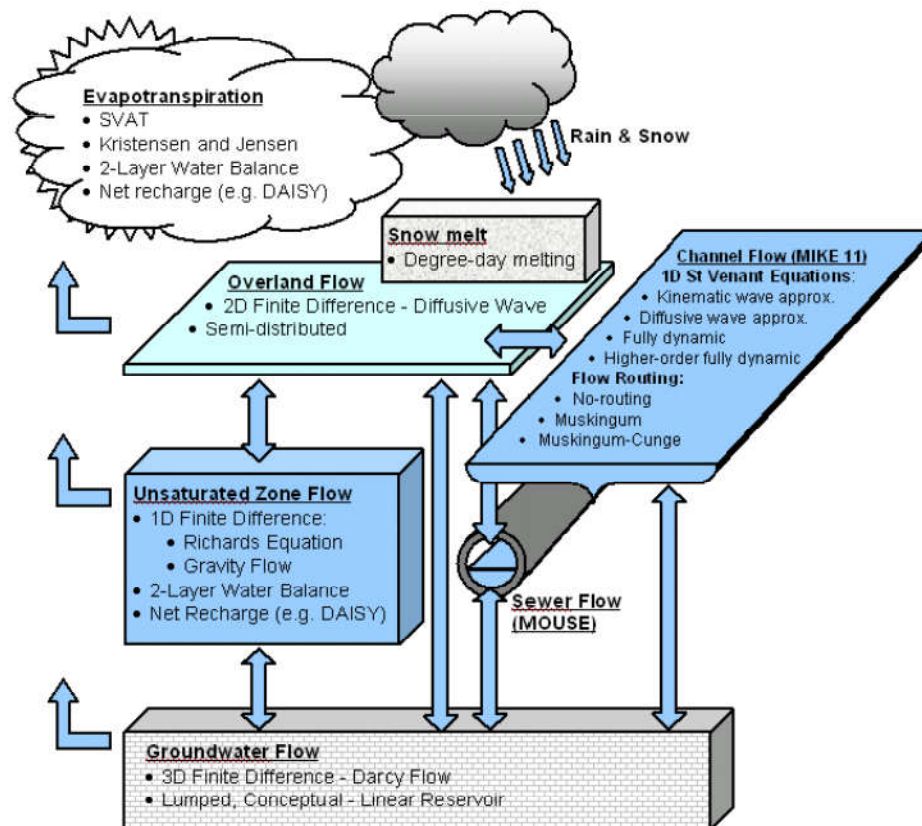 Evapotranspiration
• SVAT
• Kristensen and Jensen
• 2-Layer Water Balance
• Net recharge (e.g. DAISY)
Rain & Snow
Snow melt
• Degree-day melting
Overland Flow
• 2D Finite Difference - Diffusive Wave
• Semi-distributed
Channel Flow (MIKE 11)
1D St Venant Equations:
• Kinematic wave approx.
• Diffusive wave approx.
• Fully dynamic
• Higher-order fully dynamic
Flow Routing:
• No-routing
• Muskingum
• Muskingum-Cunge
Unsaturated Zone Flow
• 1D Finite Difference:
• Richards Equation
• Gravity Flow
• 2-Layer Water Balance
• Net Recharge (e.g. DAISY)
Sewer Flow
(MOUSE)
Groundwater Flow
• 3D Finite Difference - Darcy Flow
• Lumped, Conceptual - Linear Reservoir